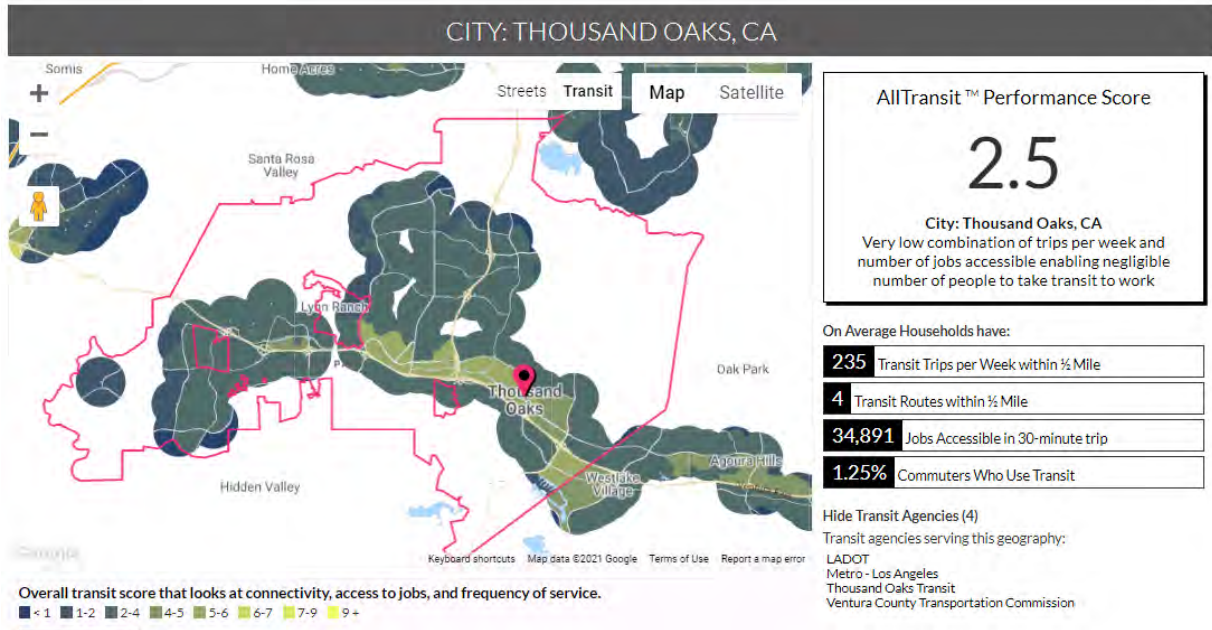 CITY: THOUSAND OAKS, CA
Somis
Home Acres
Streets Transit Map Satellite
+
−
Santa Rosa
Valley
Lynn Ranch
Thousand
Oaks
Oak Park
Agoura Hills
Westlake
Village
Hidden Valley
Google
Keyboard shortcuts Map data ©2021 Google Terms of Use Report a map error
Overall transit score that looks at connectivity, access to jobs, and frequency of service.
< 1 1-2 2-4 4-5 5-6 6-7 7-9 9 +
AllTransit ™ Performance Score
2.5
City: Thousand Oaks, CA
Very low combination of trips per week and
number of jobs accessible enabling negligible
number of people to take transit to work
On Average Households have:
235 Transit Trips per Week within ½ Mile
4 Transit Routes within ½ Mile
34,891 Jobs Accessible in 30-minute trip
1.25% Commuters Who Use Transit
Hide Transit Agencies (4)
Transit agencies serving this geography:
LADOT
Metro - Los Angeles
Thousand Oaks Transit
Ventura County Transportation Commission